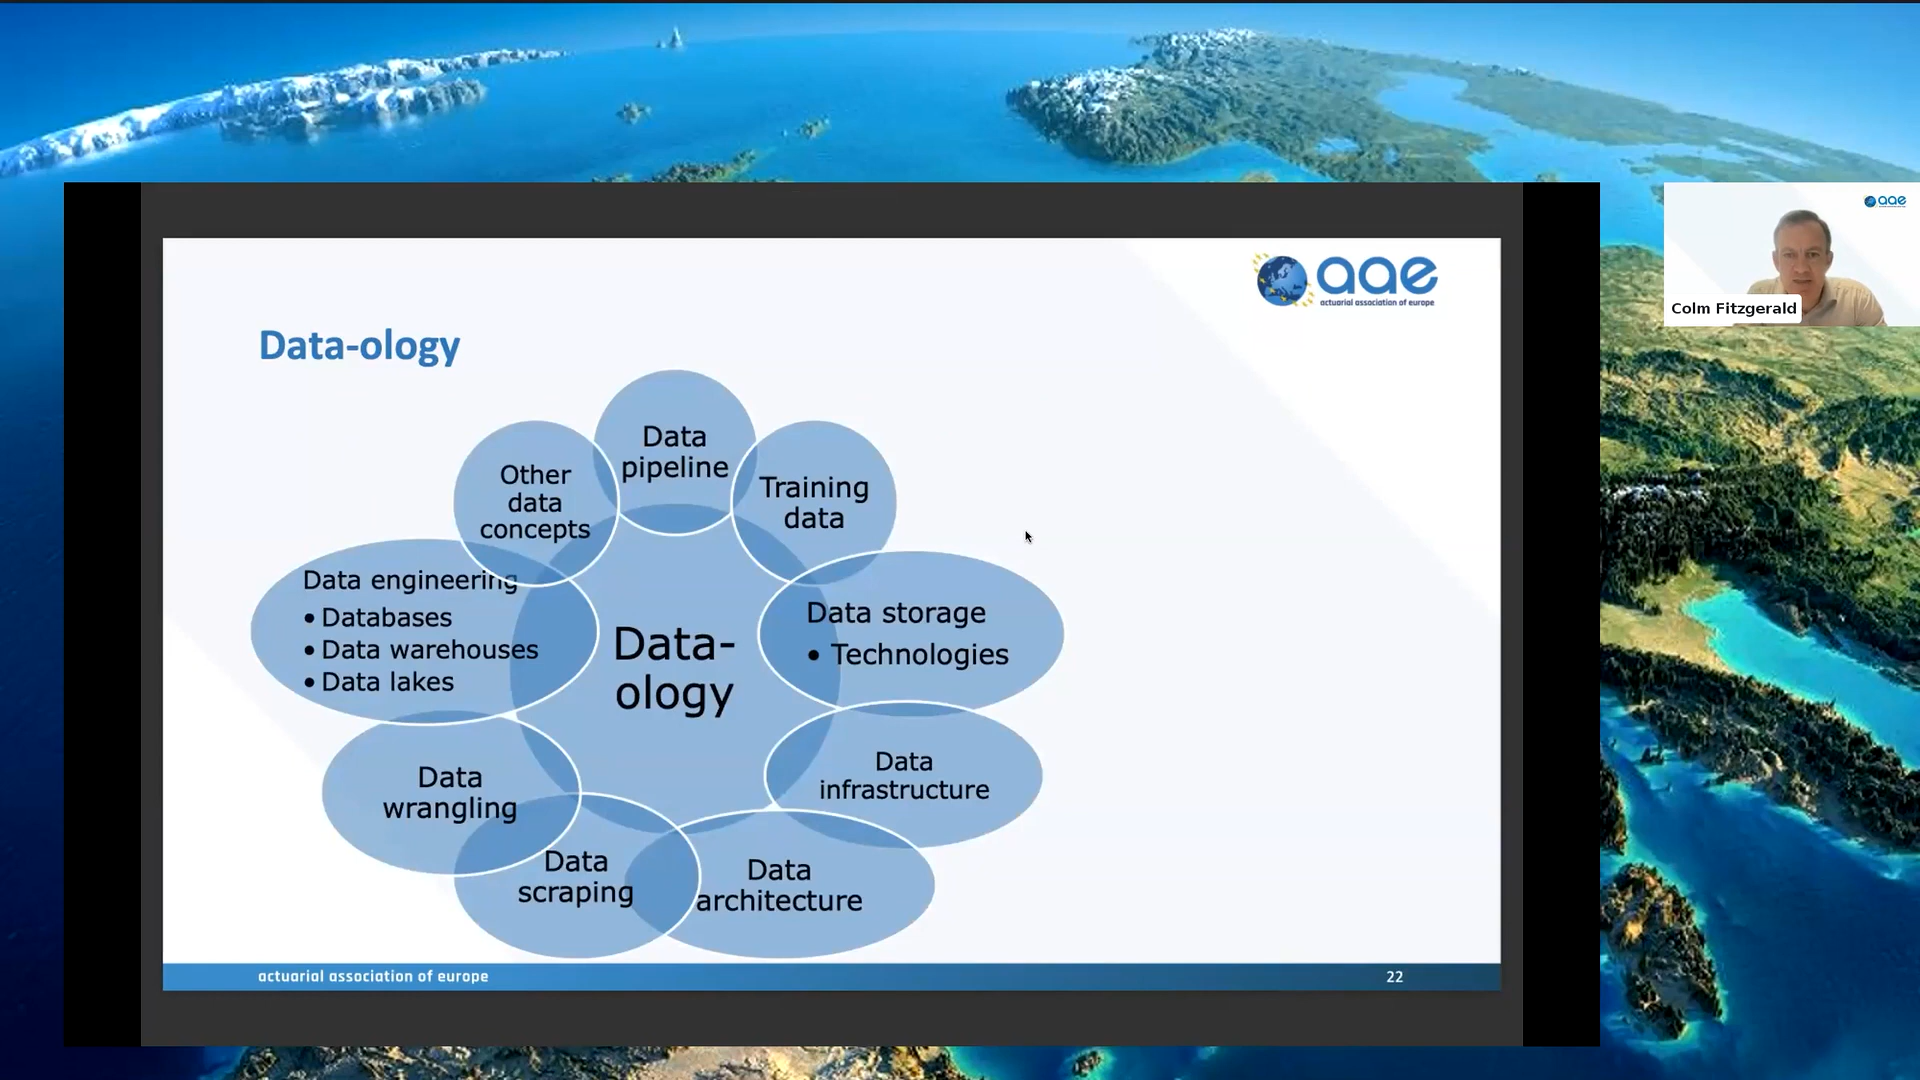 aae
actuarial association of europe
Data-ology
Data
pipeline
Training
data
Data storage
• Technologies
Data
infrastructure
Data
architecture
Data
scraping
Data
wrangling
Data engineering
• Databases
• Data warehouses
• Data lakes
Other
data
concepts
Data-
ology
actuarial association of europe
22
aae
Colm Fitzgerald